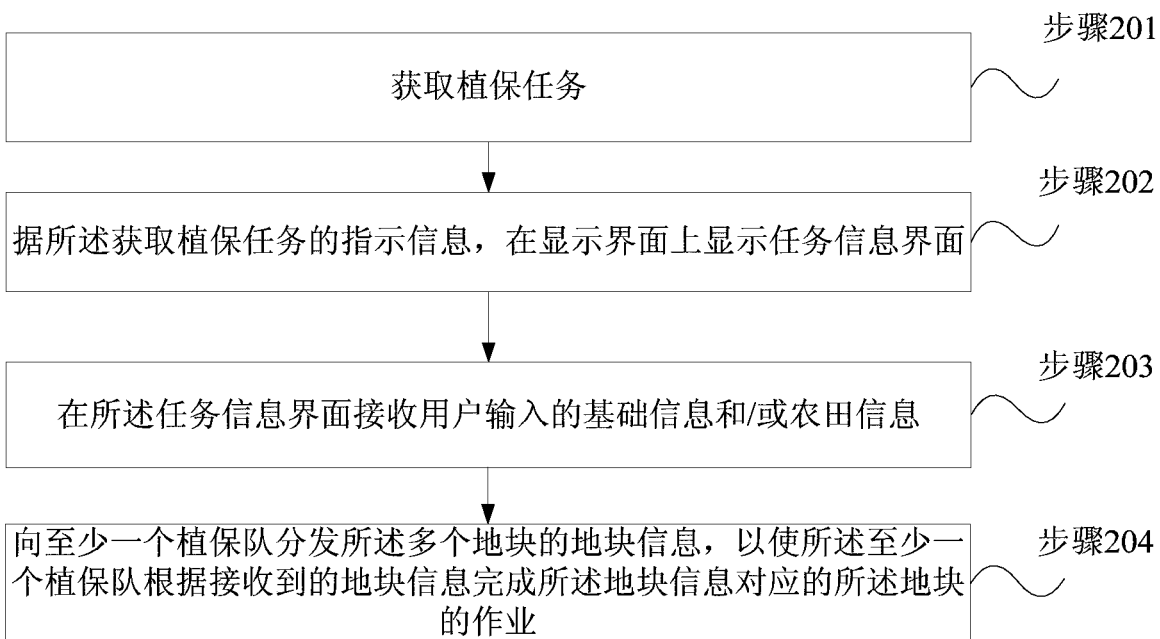 步骤201
获取植保任务
步骤202
据所述获取植保任务的指示信息，在显示界面上显示任务信息界面
步骤203
在所述任务信息界面接收用户输入的基础信息和/或农田信息
步骤204
向至少一个植保队分发所述多个地块的地块信息，以使所述至少一
个植保队根据接收到的地块信息完成所述地块信息对应的所述地块
的作业